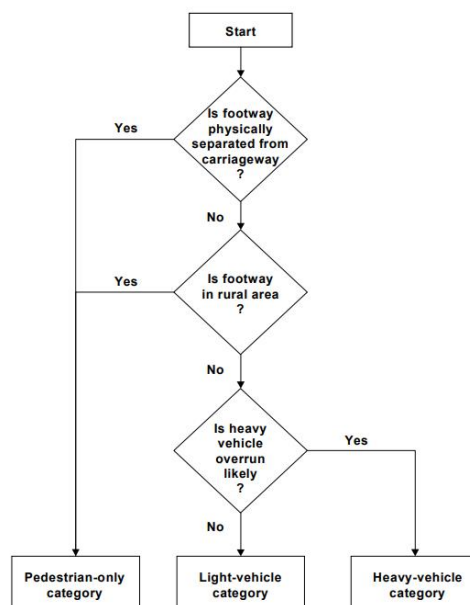 Start
Is footway
physically
separated from
carriageway
?
Yes
No
Is footway
in rural area
?
Yes
No
Is heavy
vehicle
overrun
likely
?
Yes
No
Pedestrian-only
category
Light-vehicle
category
Heavy-vehicle
category